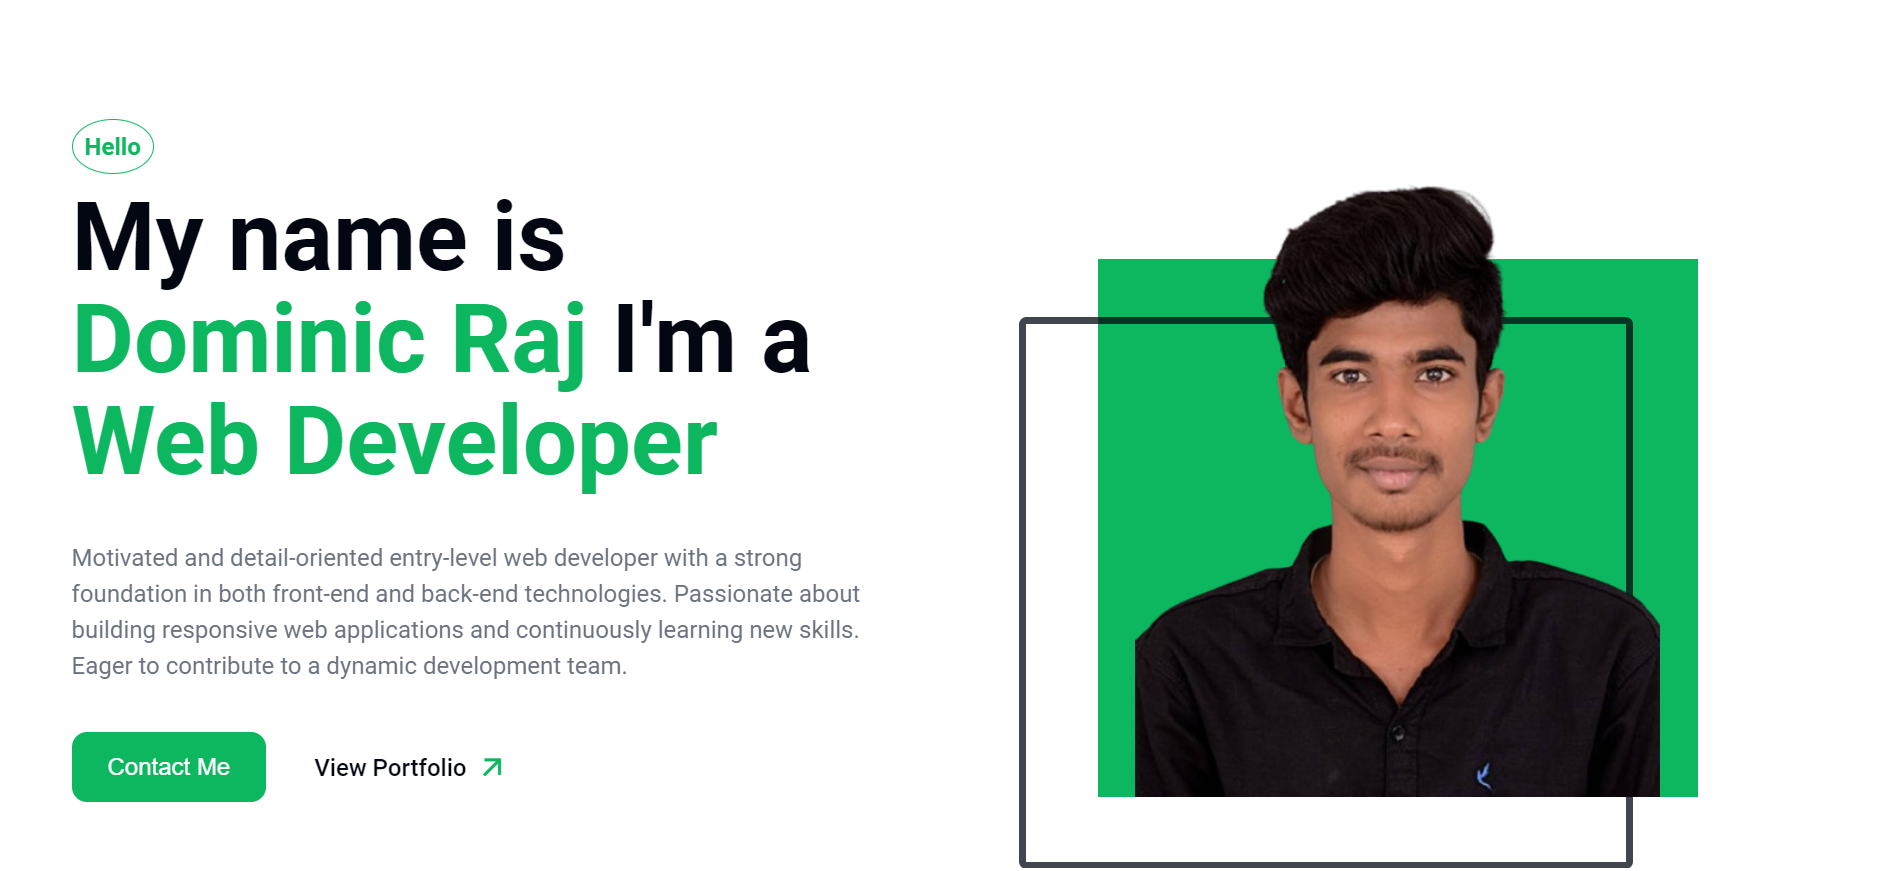 Hello
My name is
Dominic Raj I'm a
Web Developer
Motivated and detail-oriented entry-level web developer with a strong
foundation in both front-end and back-end technologies. Passionate about
building responsive web applications and continuously learning new skills.
Eager to contribute to a dynamic development team.
Contact Me
View Portfolio